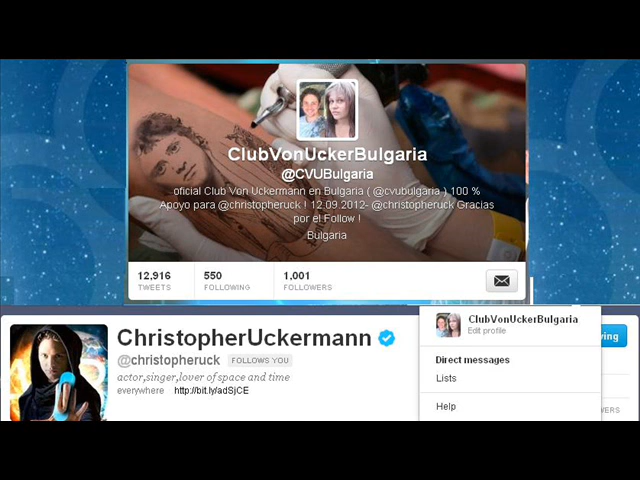 ClubVonUckerBulgaria
@CVUBulgaria
oficial Club Von Uckermann en Bulgaria ( @cvubulgaria ) 100 %
Apoyo para @christopheruck ! 12.09.2012- @christopheruck Gracias
por el Follow !
Bulgaria
12,916 550 1,001
TWEETS FOLLOWING FOLLOWERS
ChristopherUckermann
@christopheruck FOLLOWS YOU
actor,singer,lover of space and time
everywhere http://bit.ly/adSjCE
ClubVonUckerBulgaria
Edit profile
Direct messages
Lists
Help
ing
WERS